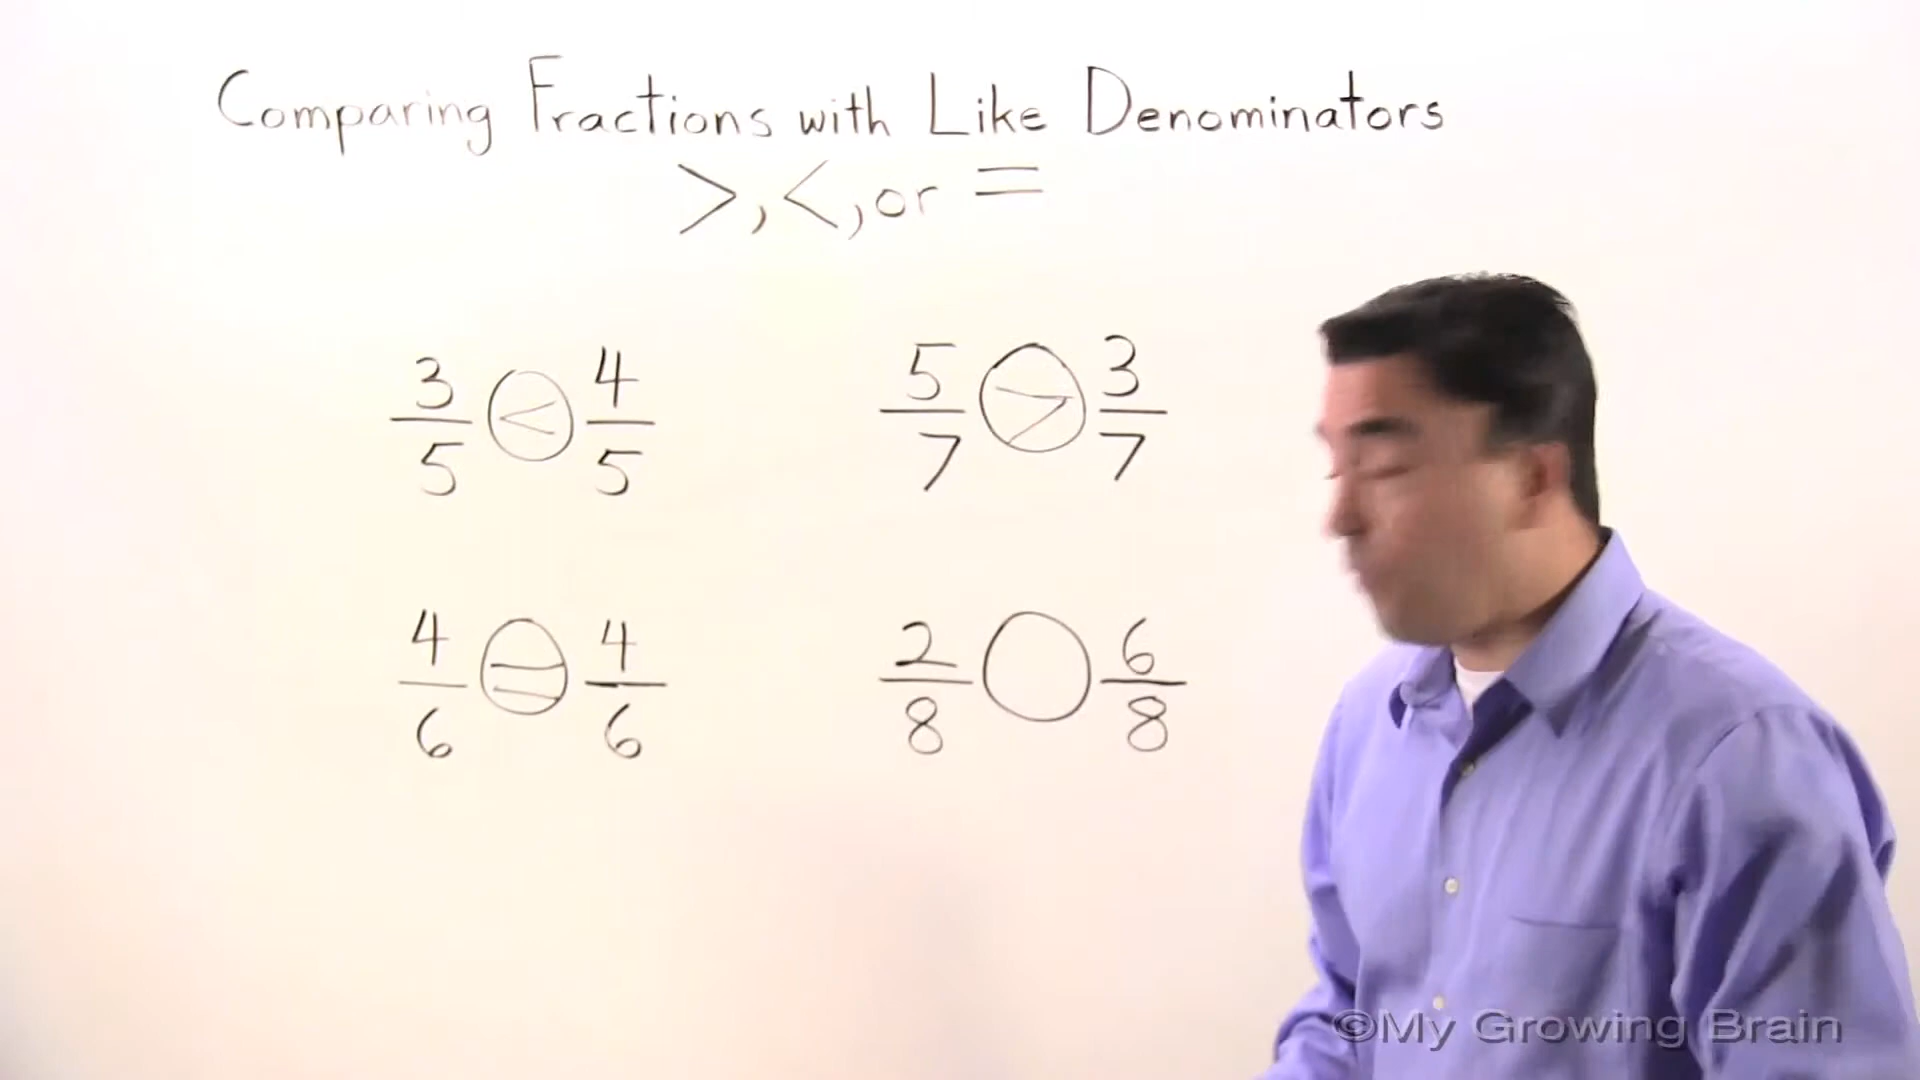 Comparing Fractions with Like Denominators
>, <, or =
3/5 < 4/5
5/7 > 3/7
4/6 = 4/6
2/8 ○ 6/8
©My Growing Brain